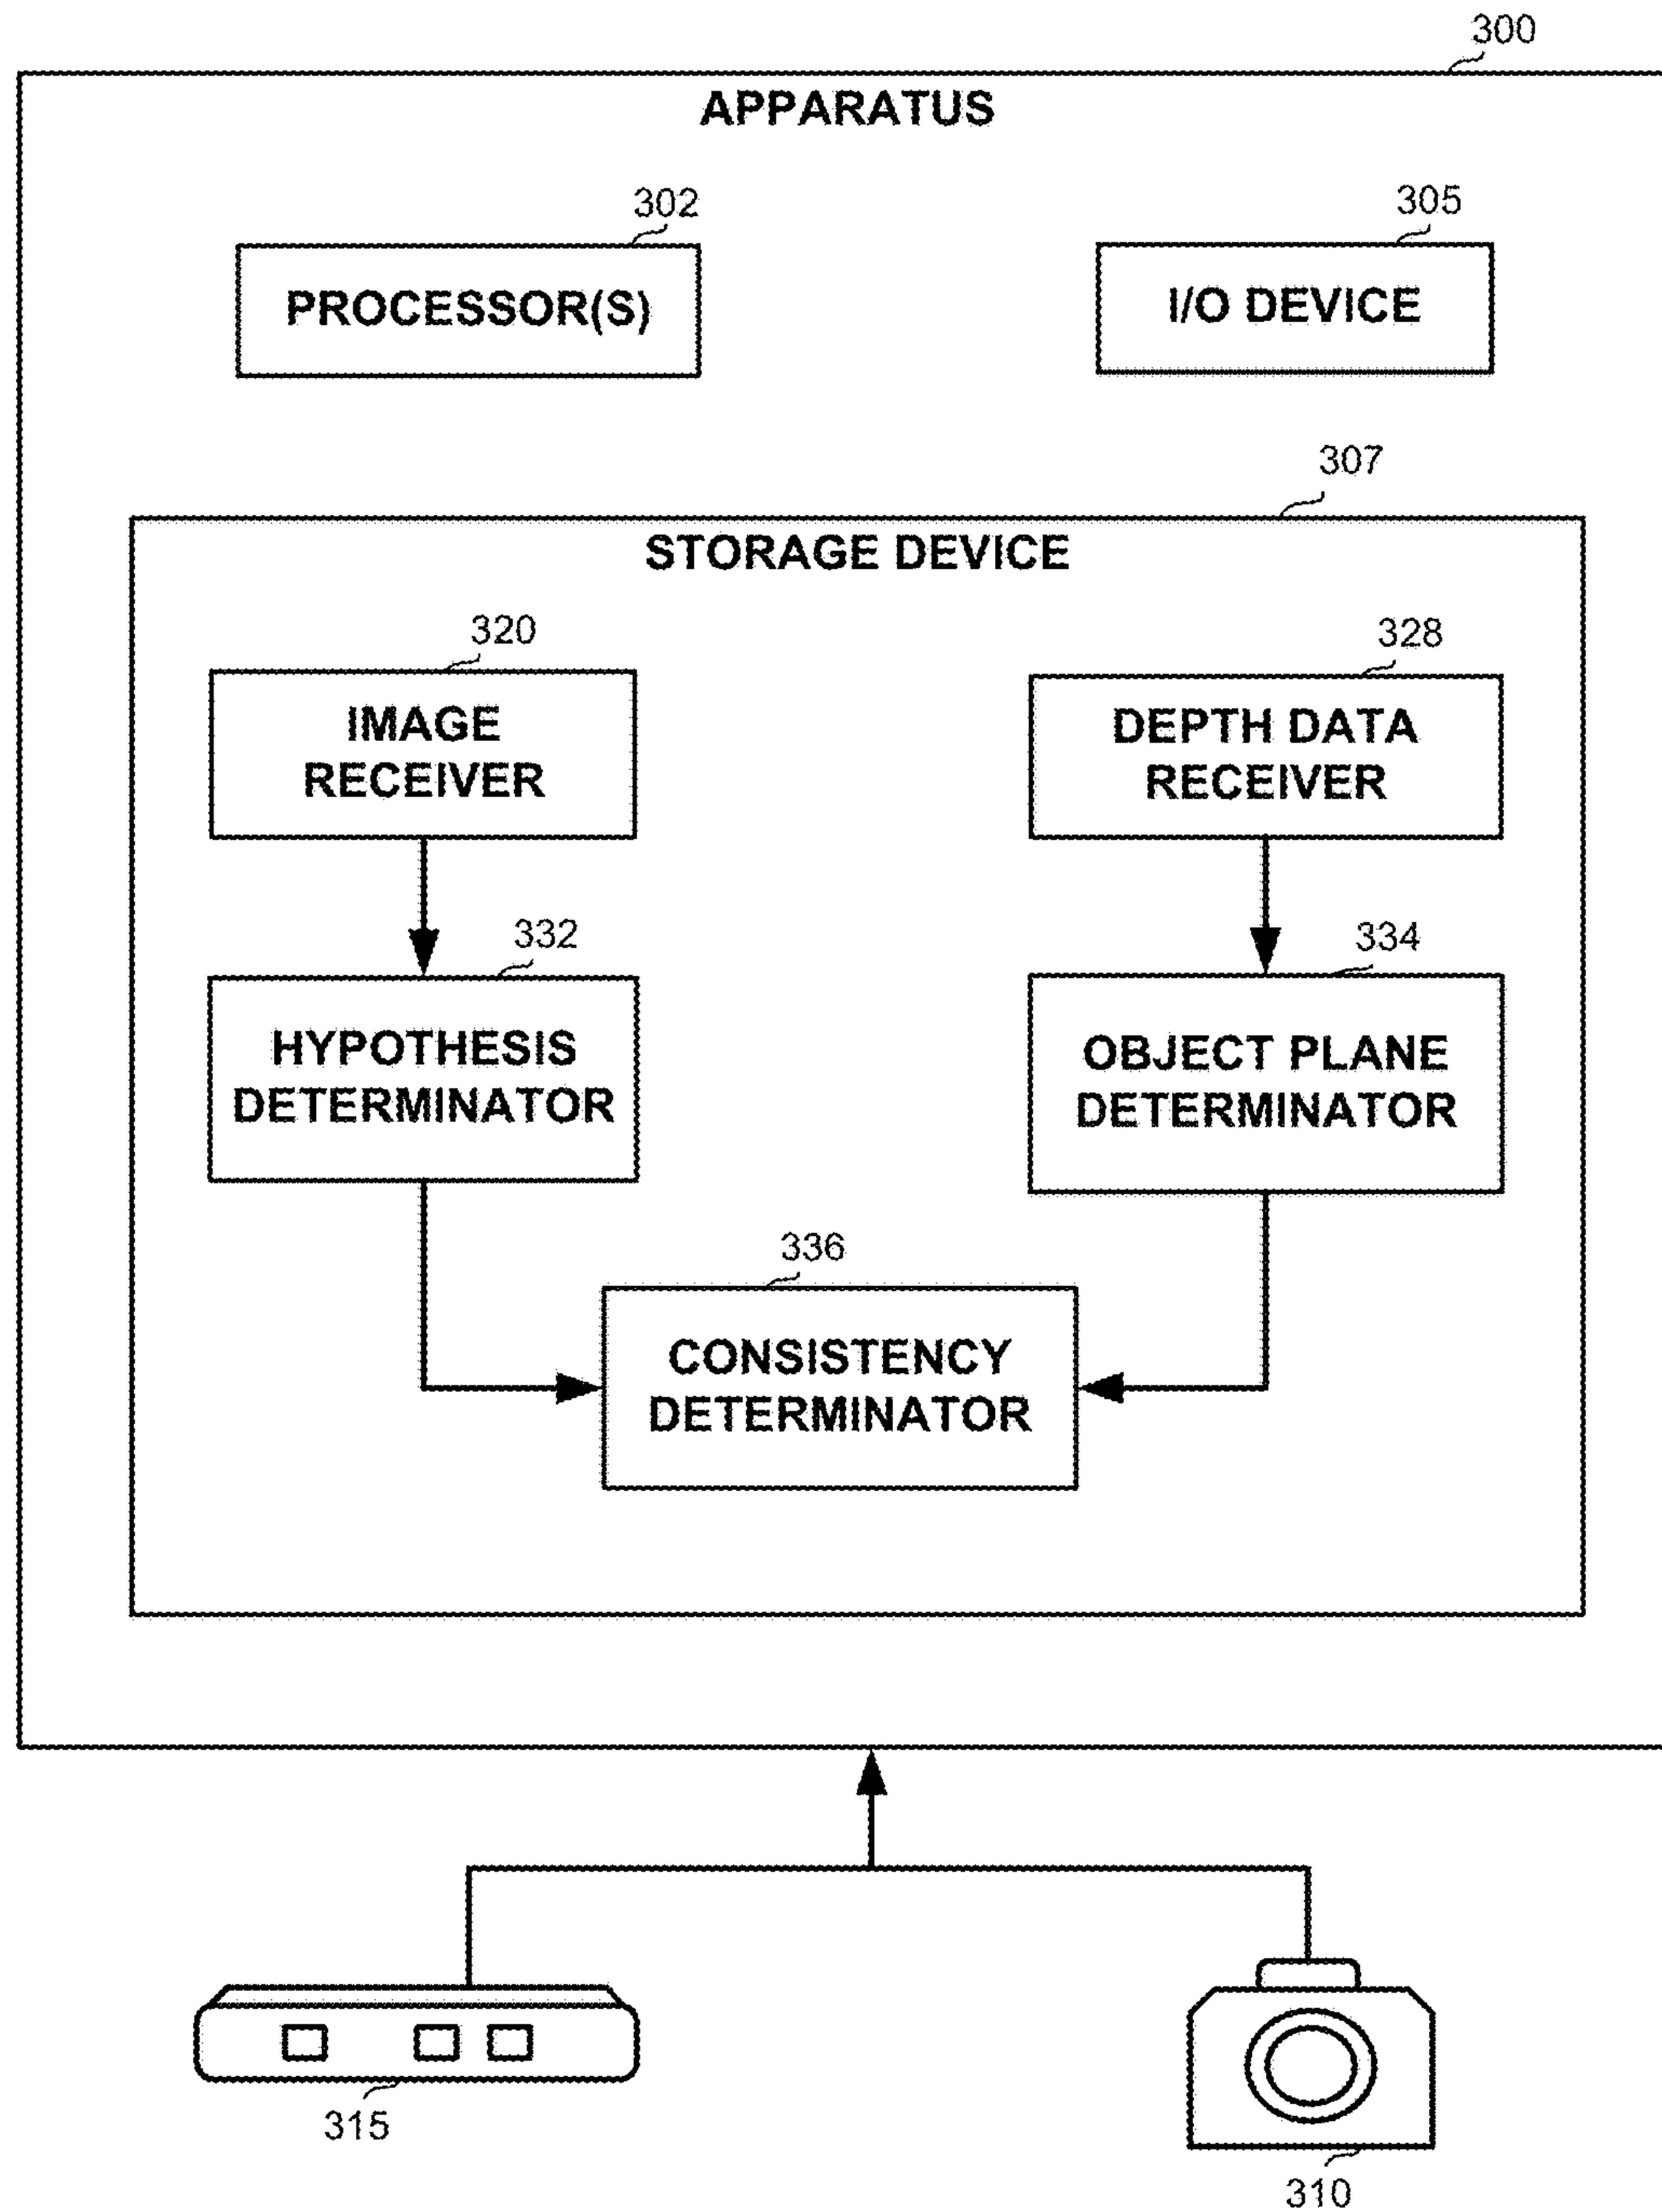 300
APPARATUS
302
305
PROCESSOR(S)
I/O DEVICE
307
STORAGE DEVICE
320
328
IMAGE
RECEIVER
DEPTH DATA
RECEIVER
332
334
HYPOTHESIS
DETERMINATOR
OBJECT PLANE
DETERMINATOR
336
CONSISTENCY
DETERMINATOR
315
310